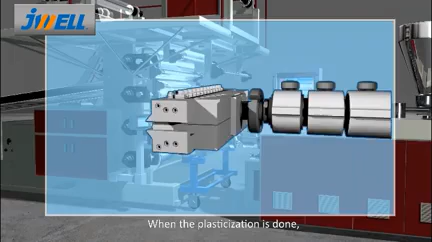 JWELL
When the plasticization is done,